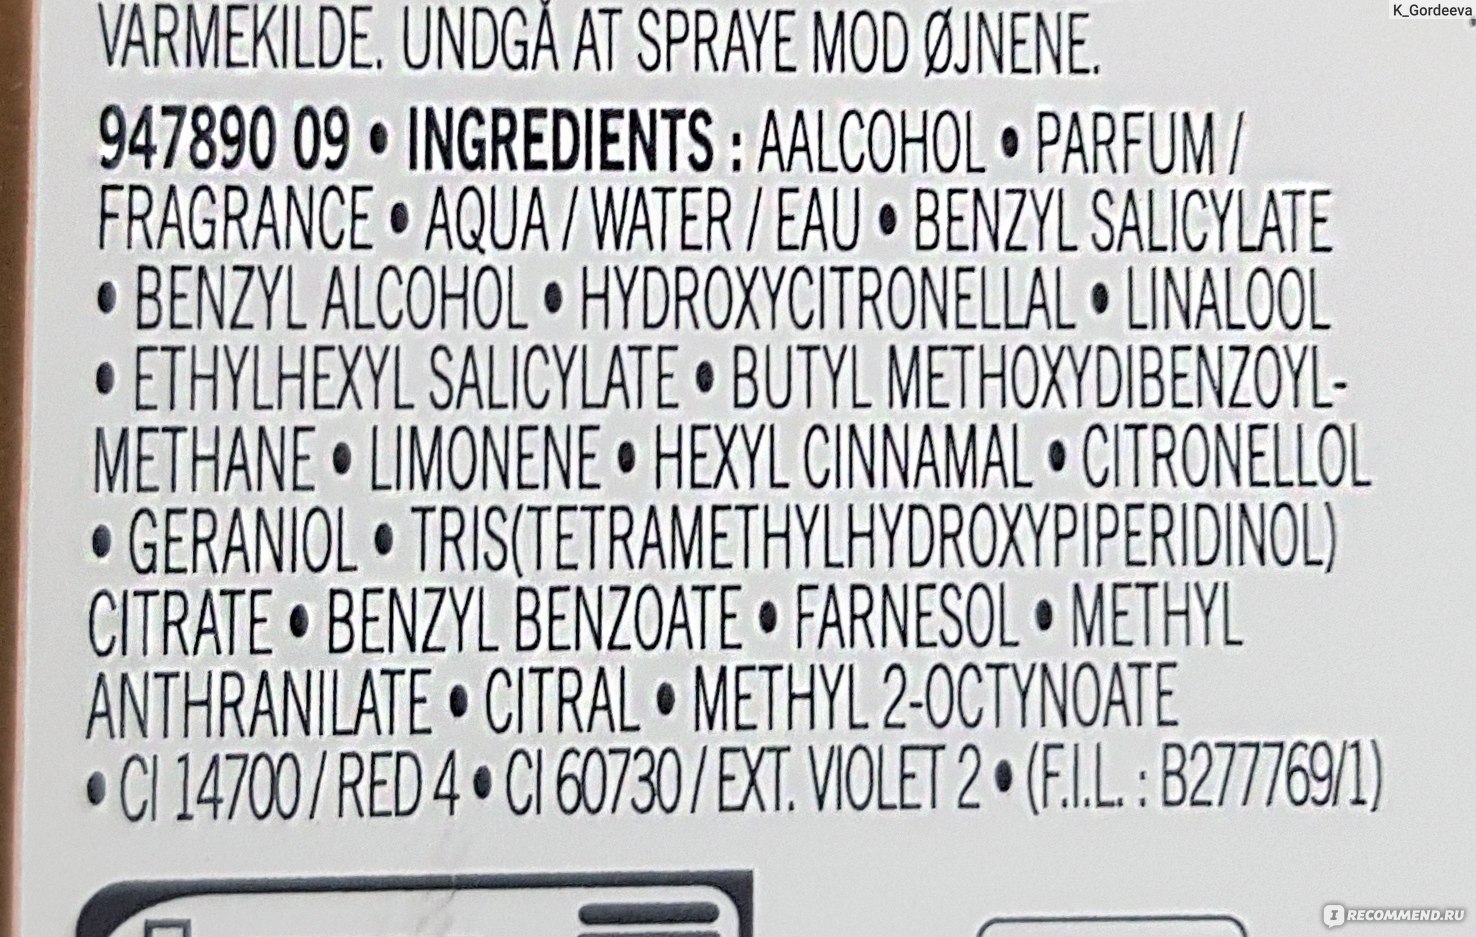 K_Gordeeva
VARMEKILDE. UNDGÅ AT SPRAYE MOD ØJNENE.
947890 09 • INGREDIENTS : AALCOHOL • PARFUM /
FRAGRANCE • AQUA / WATER / EAU • BENZYL SALICYLATE
• BENZYL ALCOHOL • HYDROXYCITRONELLAL • LINALOOL
• ETHYLHEXYL SALICYLATE • BUTYL METHOXYDIBENZOYL-
METHANE • LIMONENE • HEXYL CINNAMAL • CITRONELLOL
• GERANIOL • TRIS(TETRAMETHYLHYDROXYPIPERIDINOL)
CITRATE • BENZYL BENZOATE • FARNESOL • METHYL
ANTHRANILATE • CITRAL • METHYL 2-OCTYNOATE
• CI 14700 / RED 4 • CI 60730 / EXT. VIOLET 2 • (F.I.L. : B277769/1)
IRECOMMEND.RU